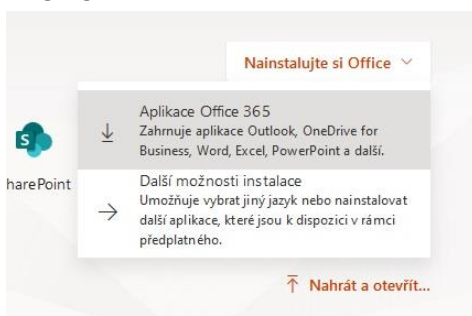 Nainstalujte si Office
Aplikace Office 365
Zahrnuje aplikace Outlook, OneDrive for
Business, Word, Excel, PowerPoint a další.
S
harePoint
Další možnosti instalace
Umožňuje vybrat jiný jazyk nebo nainstalovat
další aplikace, které jsou k dispozici v rámci
předplatného.
Nahrát a otevřít...